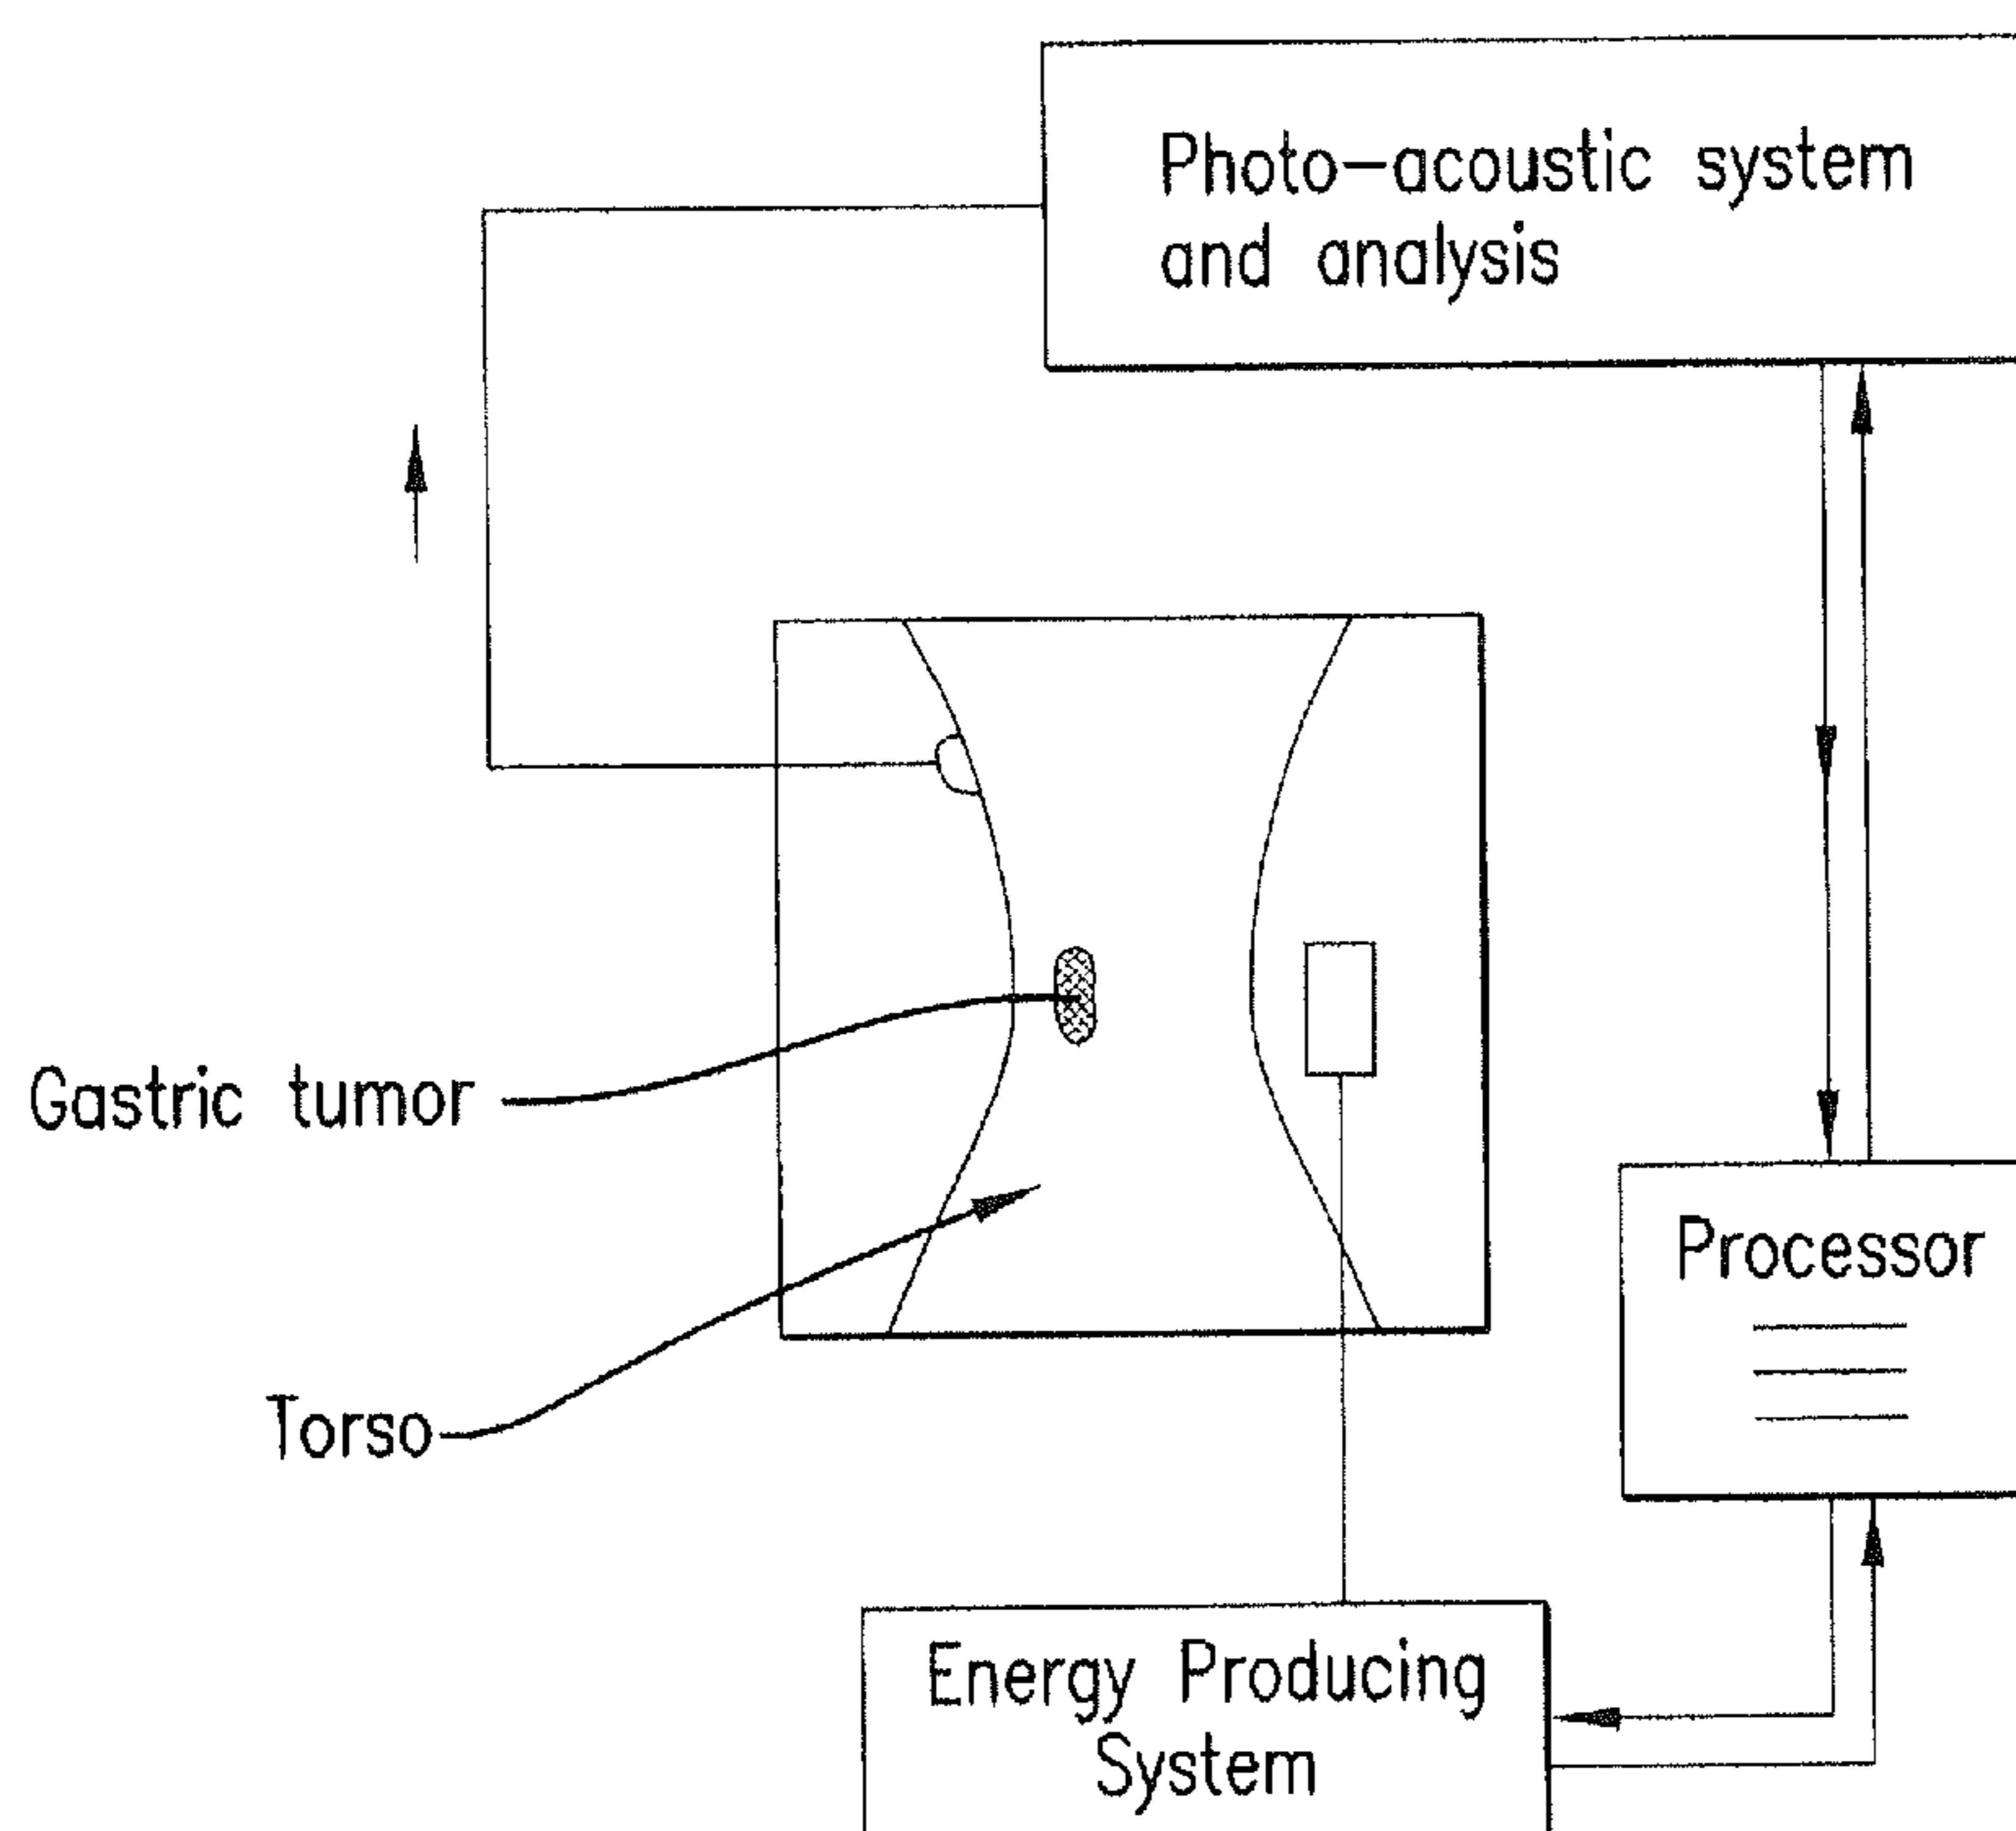 Photo-acoustic system
and analysis
Gastric tumor
Torso
Processor
Energy Producing
System